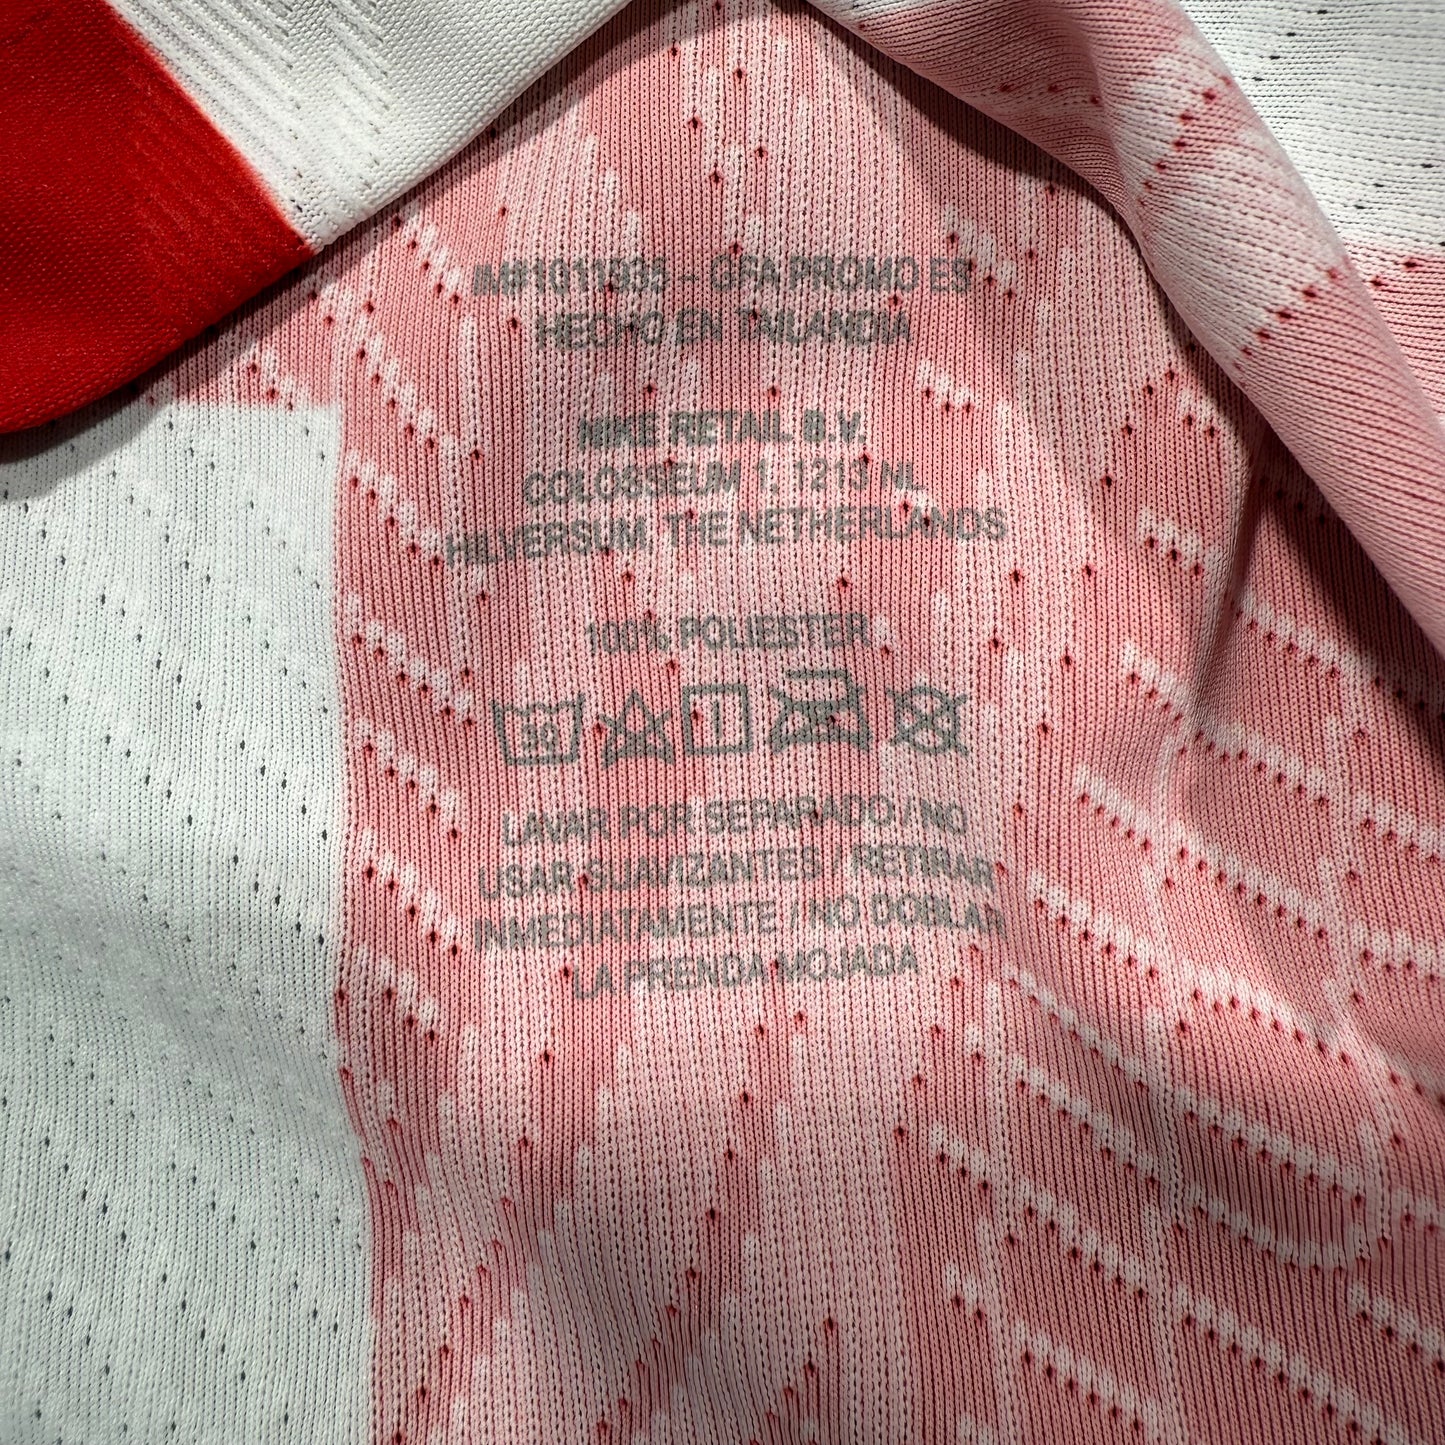 IM#1011935 - GFA PROMO ES
HECHO EN TAILANDIA
NIKE RETAIL B.V.
COLOSSEUM 1, 1213 NL
HILVERSUM, THE NETHERLANDS
100% POLIESTER
30
LAVAR POR SEPARADO / NO
USAR SUAVIZANTES / RETIRAR
INMEDIATAMENTE / NO DOBLAR
LA PRENDA MOJADA